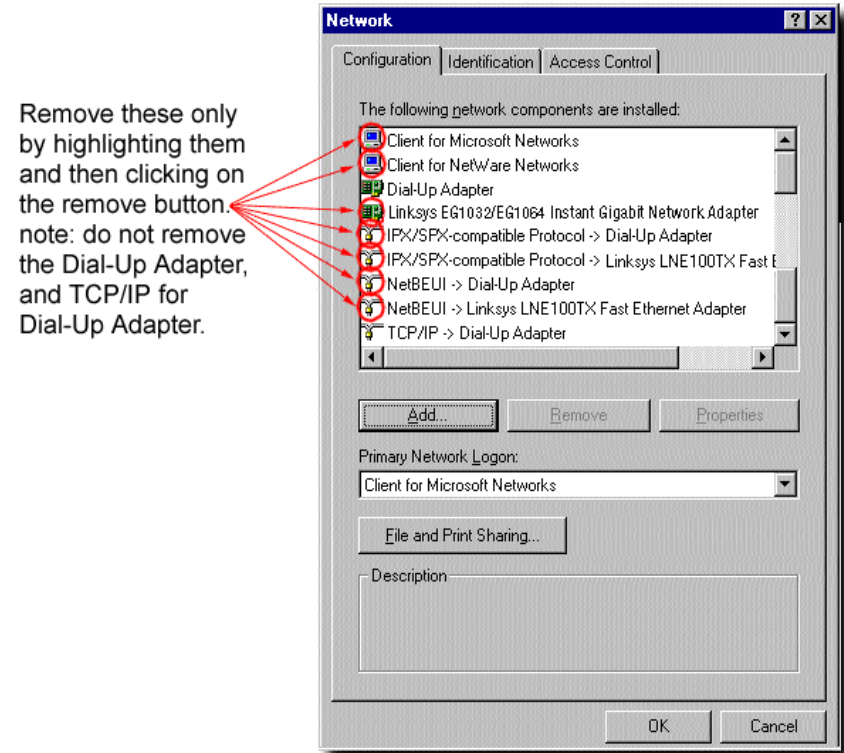 Remove these only
by highlighting them
and then clicking on
the remove button.
note: do not remove
the Dial-Up Adapter,
and TCP/IP for
Dial-Up Adapter.
Network
Configuration
Identification
Access Control
The following network components are installed:
Client for Microsoft Networks
Client for NetWare Networks
Dial-Up Adapter
Linksys EG1032/EG1064 Instant Gigabit Network Adapter
IPX/SPX-compatible Protocol -> Dial-Up Adapter
IPX/SPX-compatible Protocol -> Linksys LNE100TX Fast E
NetBEUI -> Dial-Up Adapter
NetBEUI -> Linksys LNE100TX Fast Ethernet Adapter
TCP/IP -> Dial-Up Adapter
Add...
Remove
Properties
Primary Network Logon:
Client for Microsoft Networks
File and Print Sharing...
Description
OK
Cancel